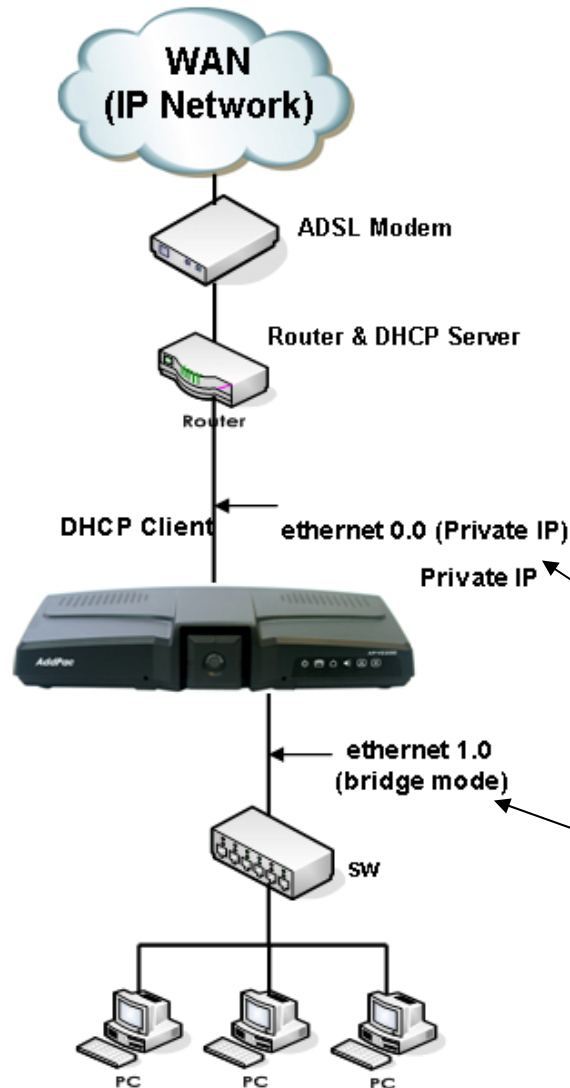 WAN
(IP Network)
ADSL Modem
Router & DHCP Server
Router
DHCP Client
ethernet 0.0 (Private IP)
Private IP
AddPac
ethernet 1.0
(bridge mode)
SW
PC
PC
PC